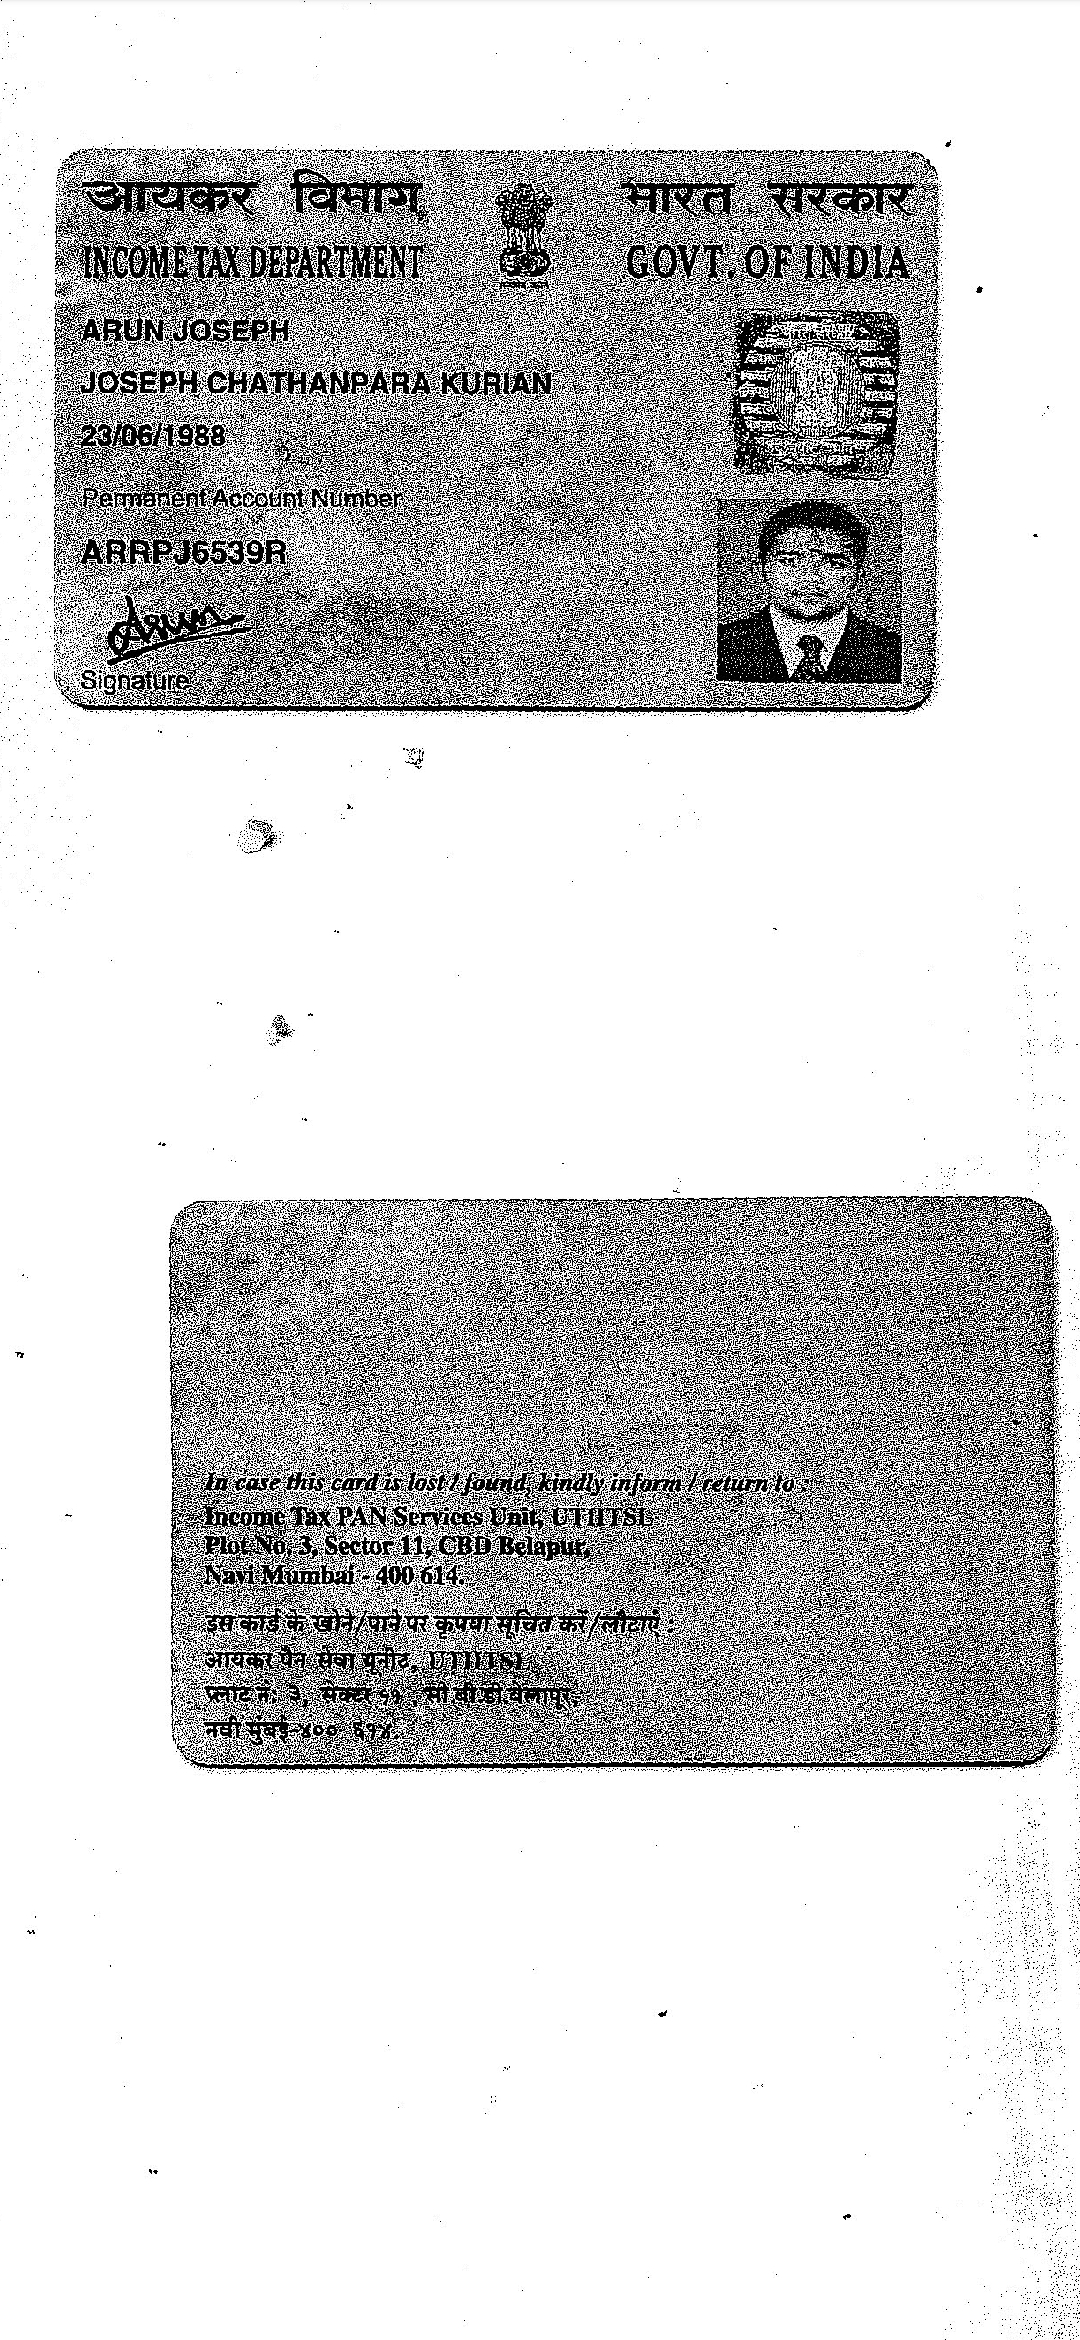 आयकर विभाग
भारत सरकार
INCOME TAX DEPARTMENT
GOVT. OF INDIA
ARUN JOSEPH
JOSEPH CHATHANPARA KURIAN
23/06/1988
Permanent Account Number
ARRPJ6539R
Arun
Signature
In case this card is lost / found, kindly inform / return to :
Income Tax PAN Services Unit, UTIITSL
Plot No. 3, Sector 11, CBD Belapur,
Navi Mumbai - 400 614.
इस कार्ड के खोने/पाने पर कृपया सूचित करें/लौटाएं :
आयकर पैन सेवा यूनीट, UTIITSL
प्लाट नं: ३, सेक्टर ११, सी.बी.डी.बेलापूर,
नवी मुंबई-४०० ६१४.